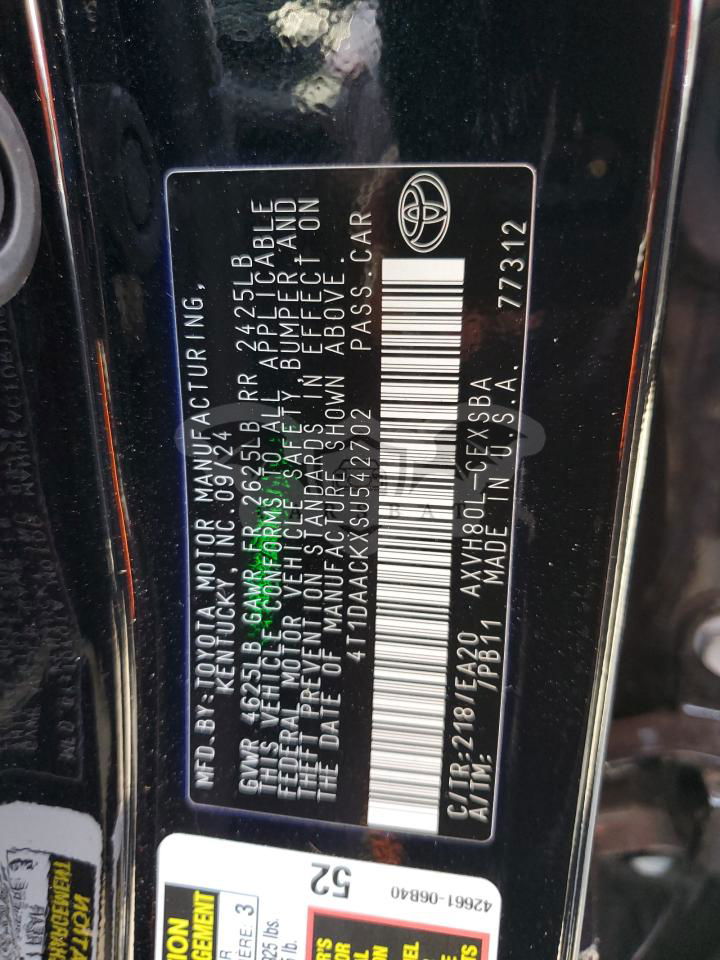 MFD.BY:TOYOTA MOTOR MANUFACTURING,
KENTUCKY, INC.09/24
GVWR 4625LB GAWR FR 2625LB RR 2425LB
THIS VEHICLE CONFORMS TO ALL APPLICABLE
FEDERAL MOTOR VEHICLE SAFETY, BUMPER, AND
THEFT PREVENTION STANDARDS IN EFFECT ON
THE DATE OF MANUFACTURE SHOWN ABOVE.
4T1DAACKXSU542702 PASS.CAR
C/TR:218/EA20 AXVH80L-CEXSBA
A/TM: /PB11 MADE IN U.S.A. 77312
52
42661-06B40
3